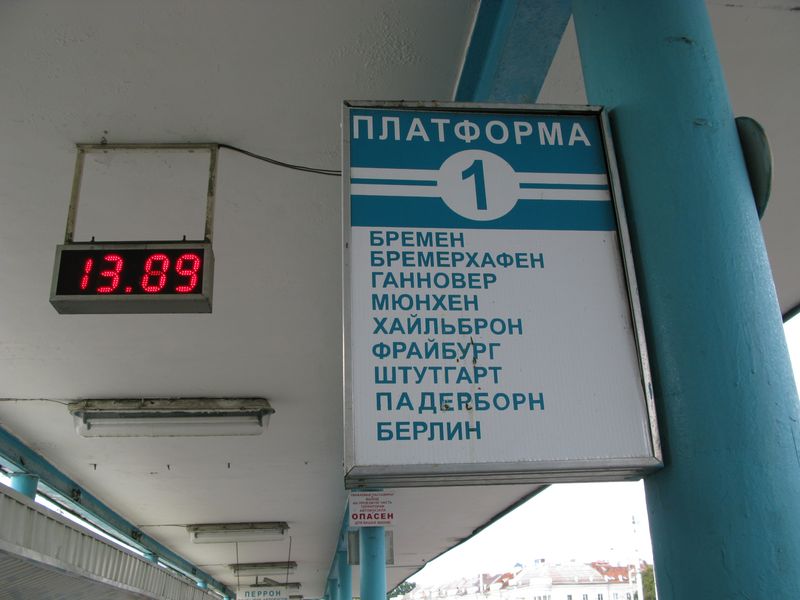 ПЛАТФОРМА
1
БРЕМЕН
БРЕМЕРХАФЕН
ГАННОВЕР
МЮНХЕН
ХАЙЛЬБРОН
ФРАЙБУРГ
ШТУТГАРТ
ПАДЕРБОРН
БЕРЛИН
13.89
ОПАСЕН
ПЕРРОН